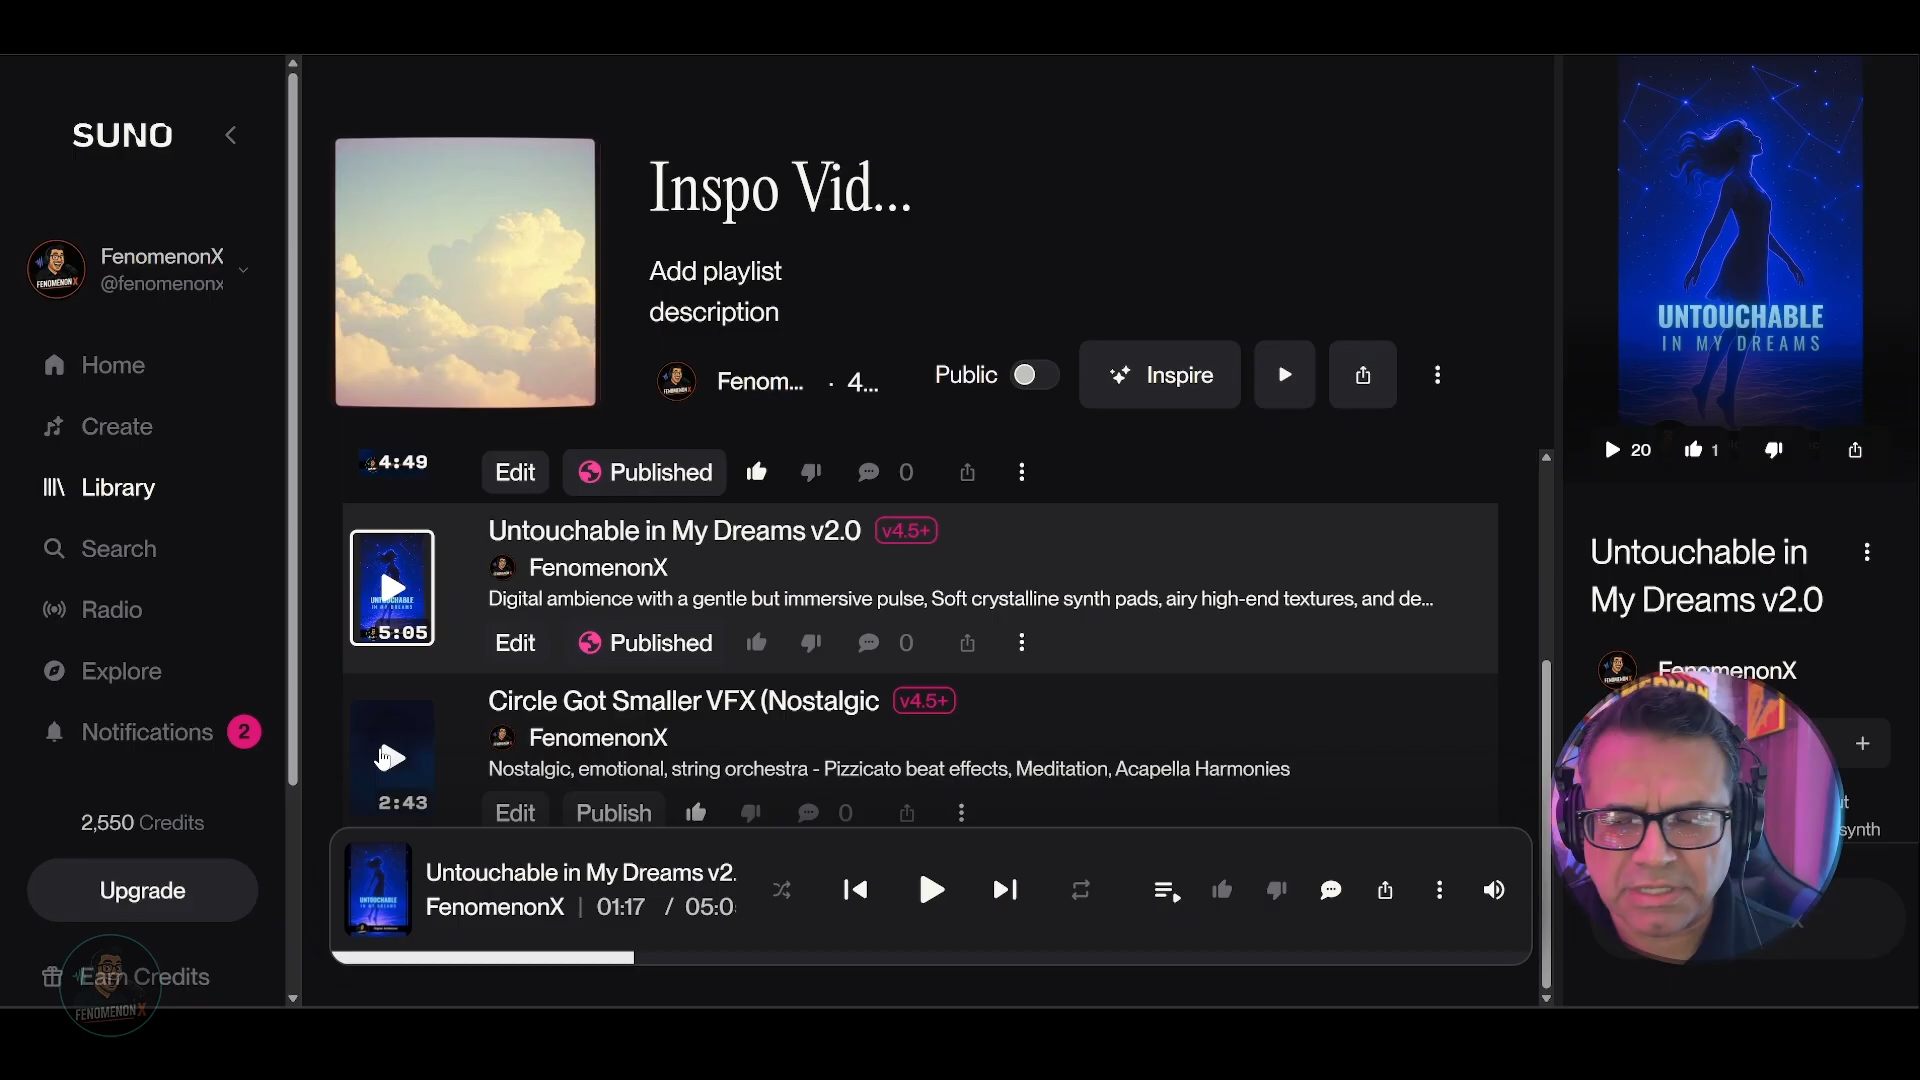 SUNO
FenomenonX
@fenomenonx
Home
Create
Library
Search
Radio
Explore
Notifications 2
2,550 Credits
Upgrade
Earn Credits
FENOMENONX
Inspo Vid...
Add playlist
description
Fenom... · 4...
Public
Inspire
4:49
Edit Published 0
Untouchable in My Dreams v2.0 v4.5+
FenomenonX
Digital ambience with a gentle but immersive pulse, Soft crystalline synth pads, airy high-end textures, and de...
5:05
Edit Published 0
Circle Got Smaller VFX (Nostalgic v4.5+
FenomenonX
Nostalgic, emotional, string orchestra - Pizzicato beat effects, Meditation, Acapella Harmonies
2:43
Edit Publish 0
Untouchable in My Dreams v2.
FenomenonX | 01:17 / 05:0
UNTOUCHABLE
IN MY DREAMS
20 1
Untouchable in
My Dreams v2.0
FenomenonX
synth